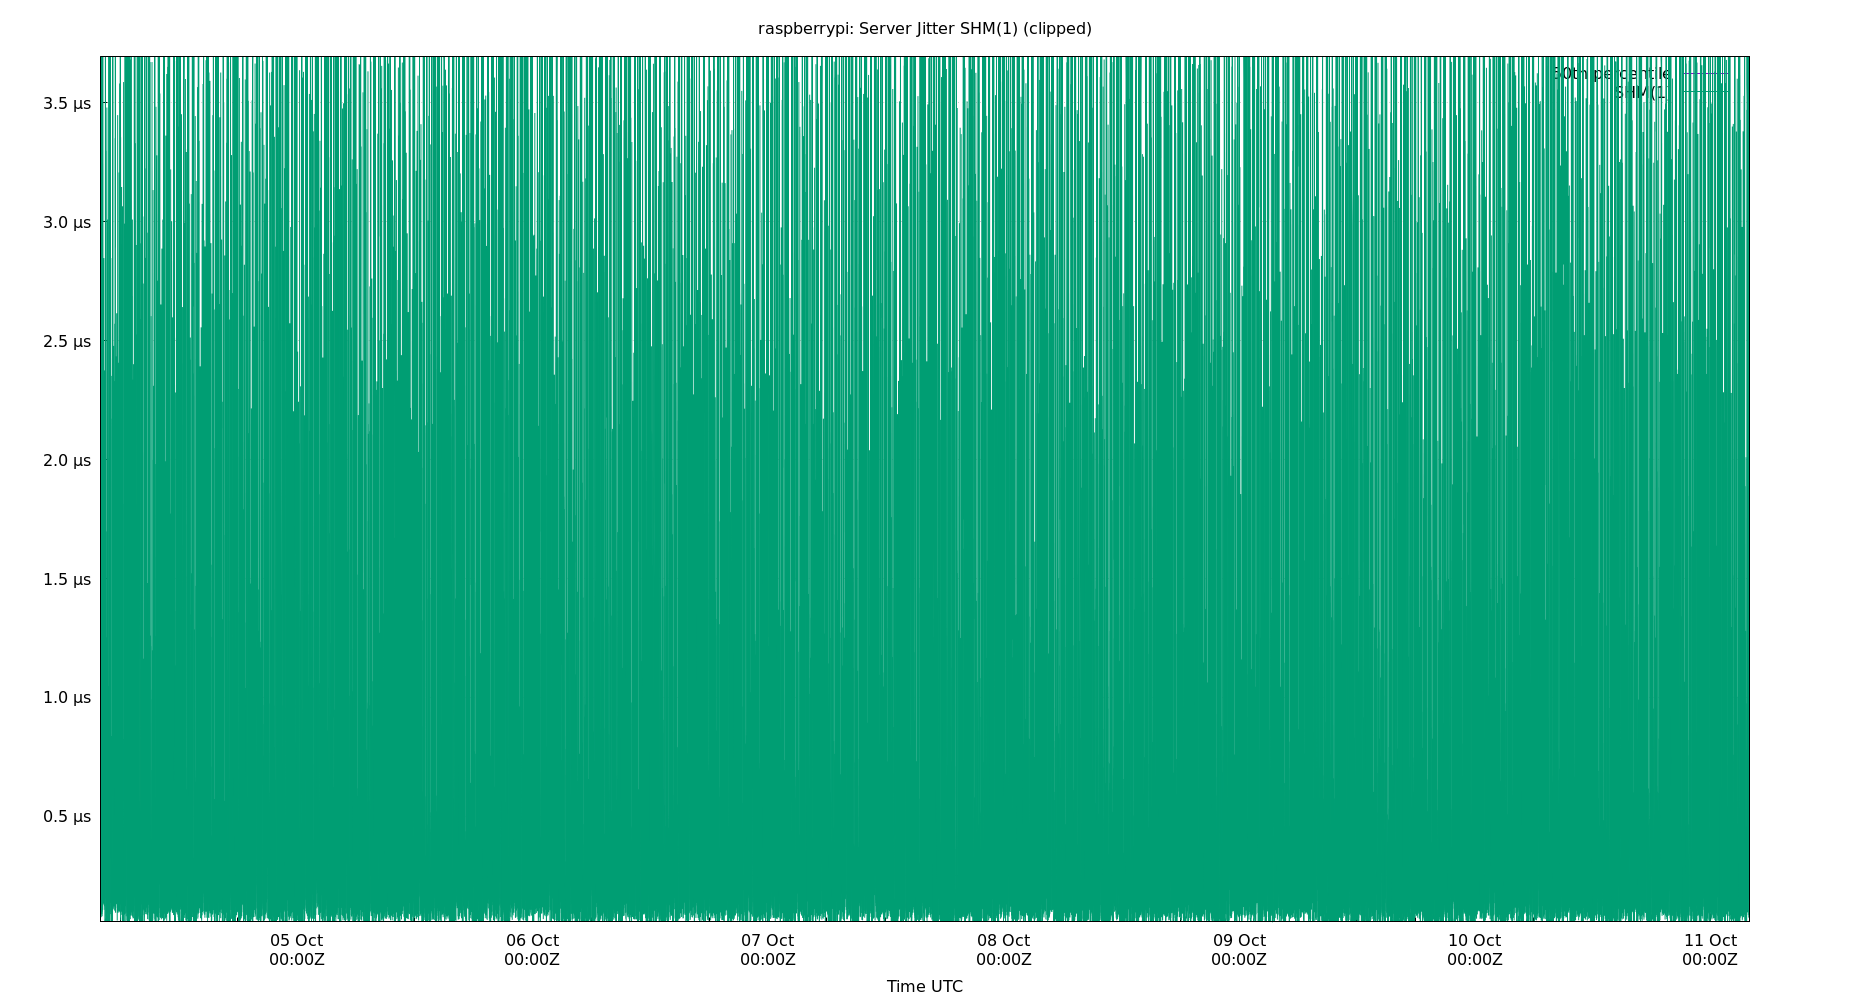 raspberrypi: Server Jitter SHM(1) (clipped)
percentile
SHM(1)
3.5 μs
3.0 μs
2.5 μs
2.0 μs
1.5 μs
1.0 μs
0.5 μs
05 Oct 06 Oct 07 Oct 08 Oct 09 Oct 10 Oct 11 Oct
00:00Z 00:00Z 00:00Z 00:00Z 00:00Z 00:00Z 00:00Z
Time UTC